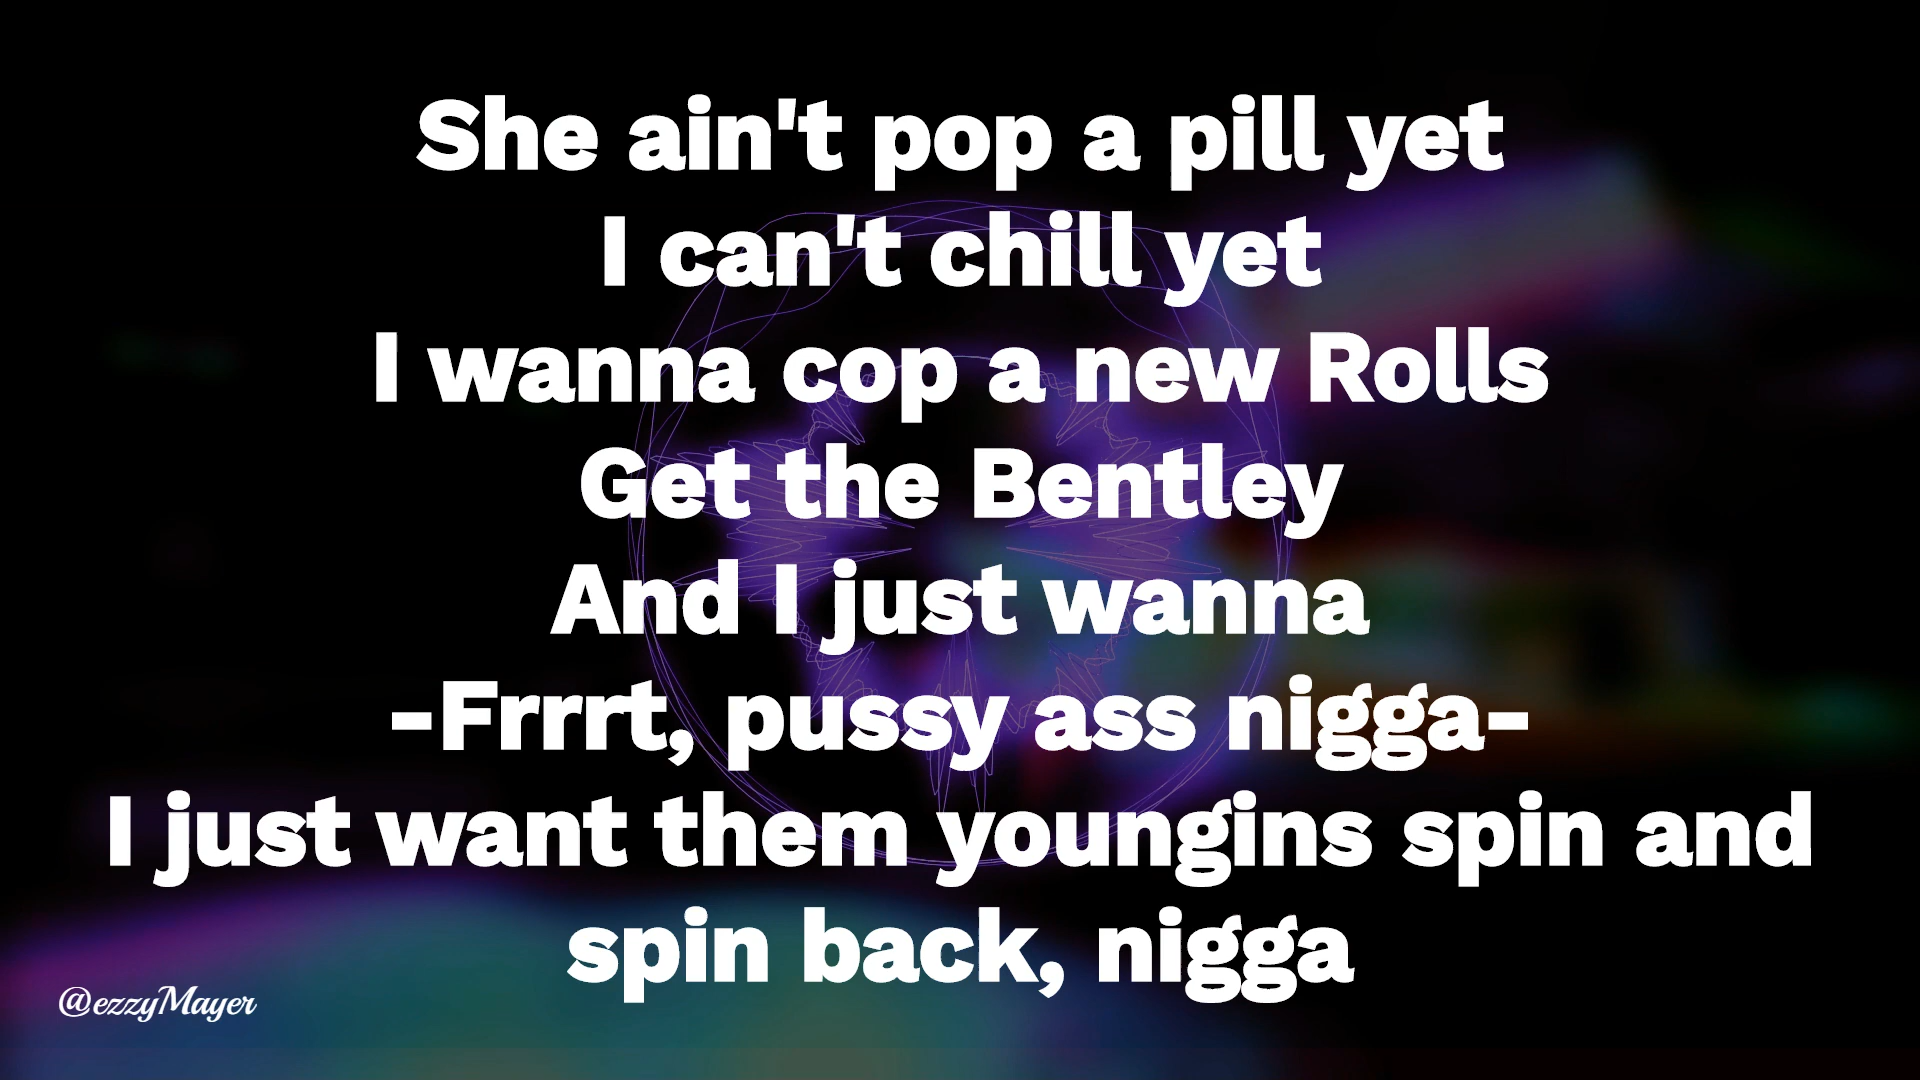 She ain't pop a pill yet
I can't chill yet
I wanna cop a new Rolls
Get the Bentley
And I just wanna
-Frrrt, pussy ass nigga-
I just want them youngins spin and
spin back, nigga
@ezzyMayer